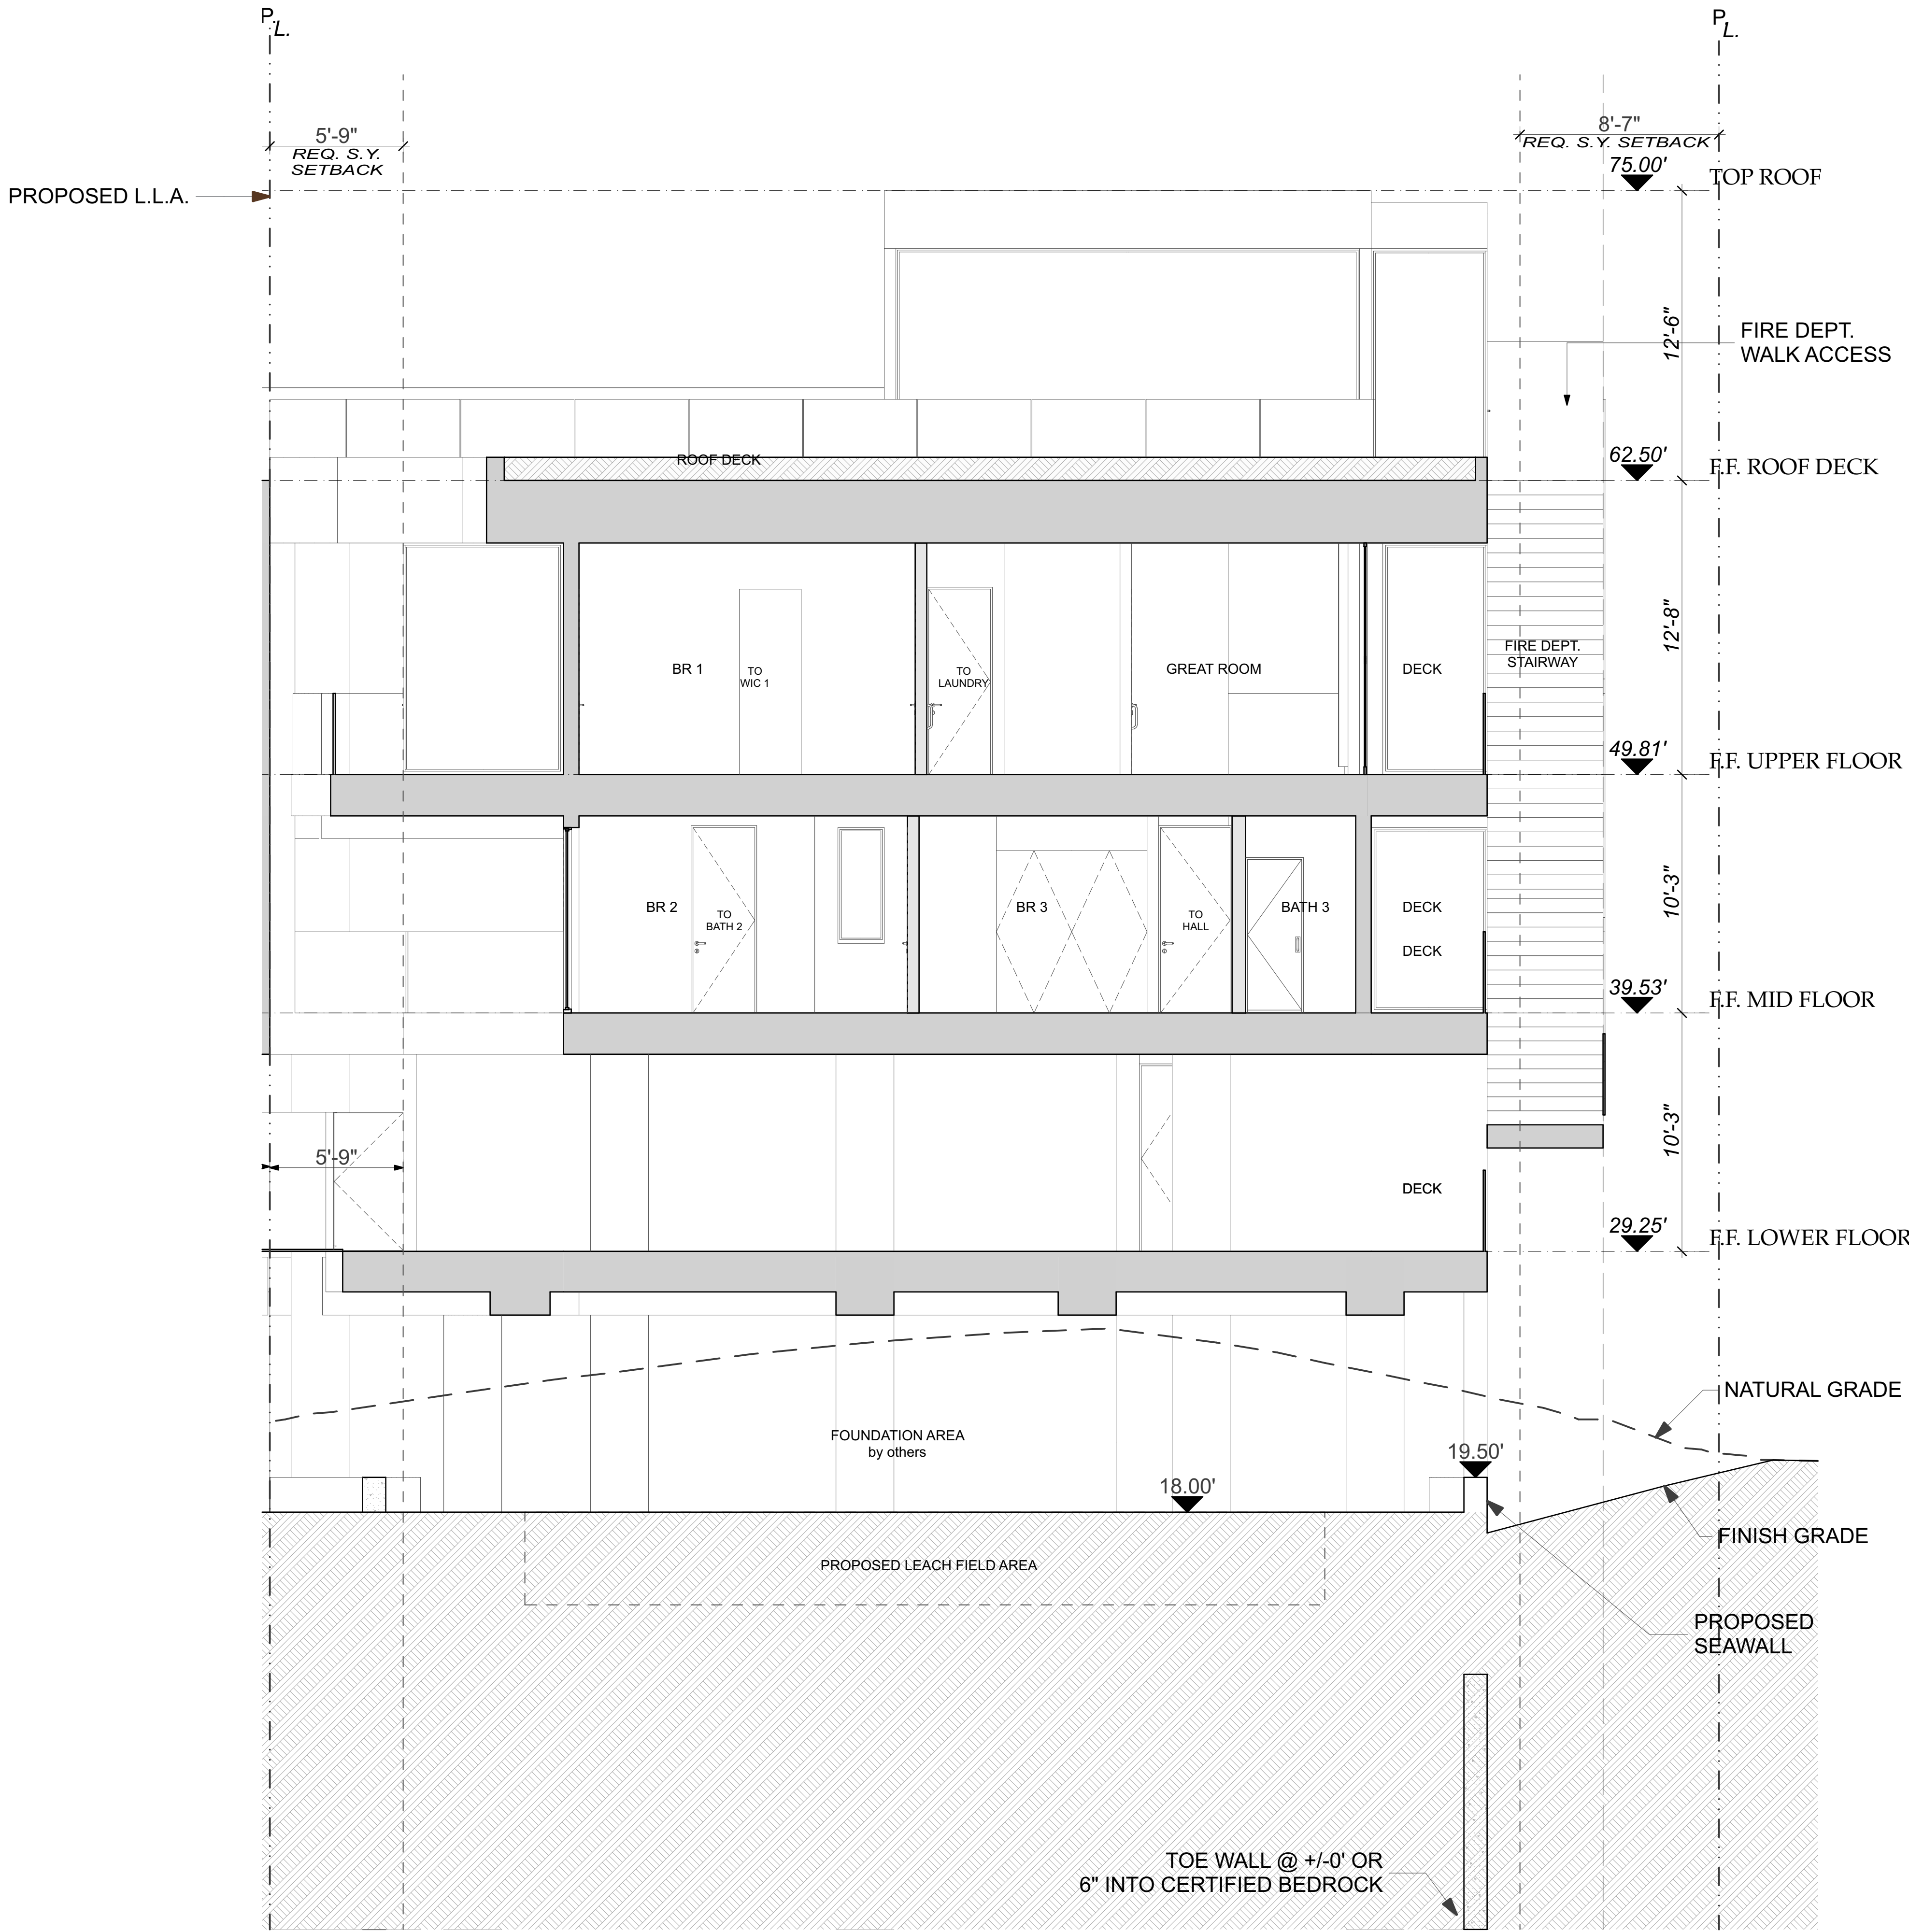 P.L.
P.L.
5'-9"
REQ. S.Y.
SETBACK
8'-7"
REQ. S.Y. SETBACK
75.00'
TOP ROOF
PROPOSED L.L.A.
12'-6"
FIRE DEPT.
WALK ACCESS
ROOF DECK
62.50'
F.F. ROOF DECK
12'-8"
BR 1
TO
WIC 1
TO
LAUNDRY
GREAT ROOM
DECK
FIRE DEPT.
STAIRWAY
49.81'
F.F. UPPER FLOOR
10'-3"
BR 2
TO
BATH 2
BR 3
TO
HALL
BATH 3
DECK
DECK
39.53'
F.F. MID FLOOR
10'-3"
5'-9"
DECK
29.25'
F.F. LOWER FLOOR
NATURAL GRADE
FOUNDATION AREA
by others
19.50'
18.00'
FINISH GRADE
PROPOSED LEACH FIELD AREA
PROPOSED
SEAWALL
TOE WALL @ +/-0' OR
6" INTO CERTIFIED BEDROCK